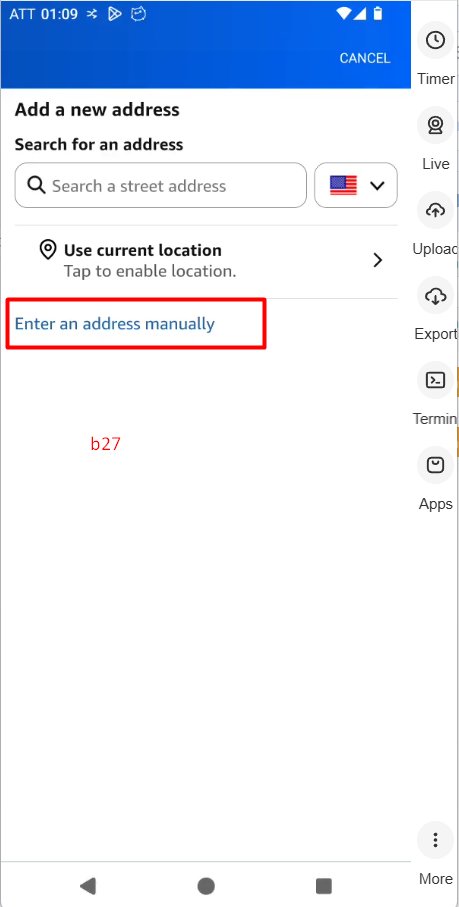 ATT 01:09
CANCEL
Timer
Add a new address
Search for an address
Live
Search a street address
Upload
Use current location
Tap to enable location.
Enter an address manually
Export
Termin
b27
Apps
More